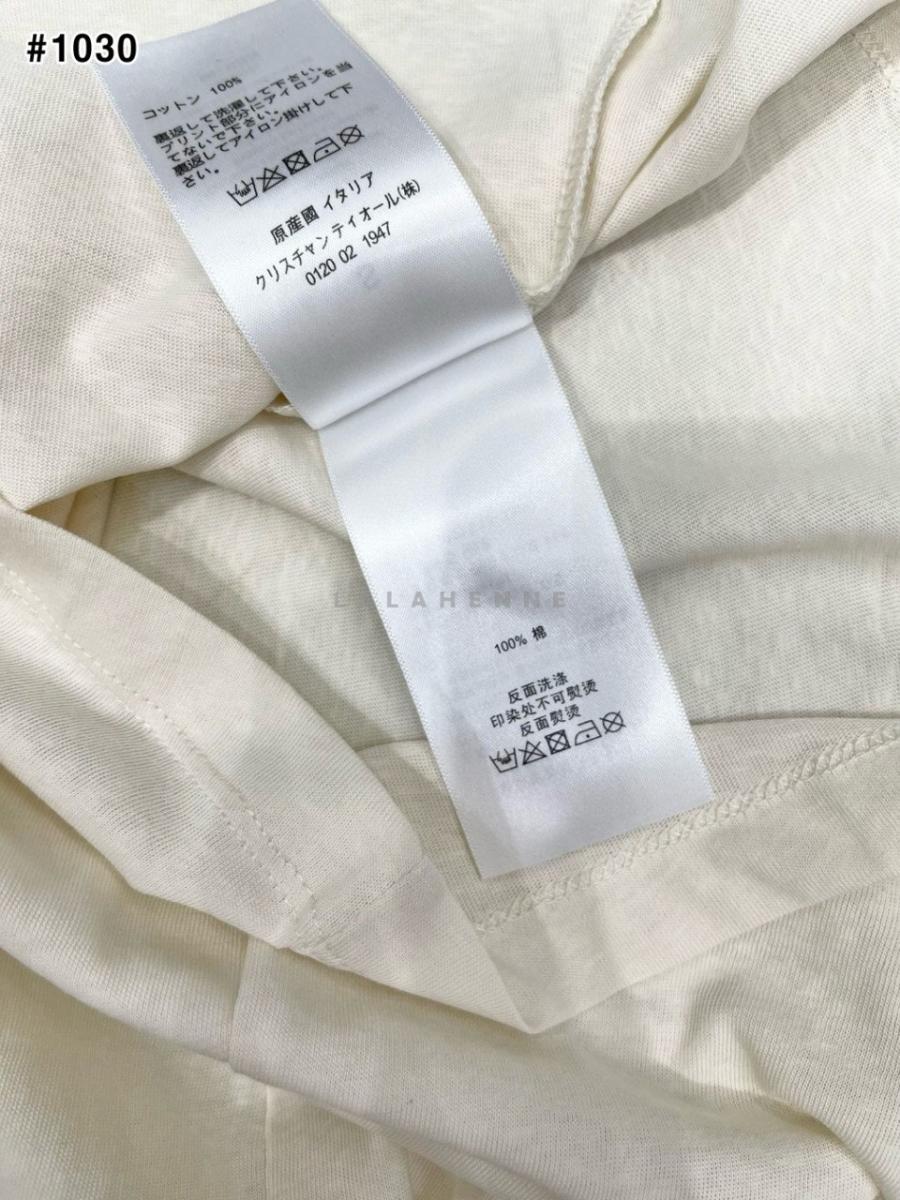 #1030
コットン 100%
裏返して洗濯して下さい。
プリント部分にアイロンを当
てないで下さい。
裏返してアイロン掛けして下
さい。
原産國 イタリア
クリスチャン ディオール(株)
0120 02 1947
LALAHENNE
100% 棉
反面洗涤
印染处不可熨烫
反面熨烫